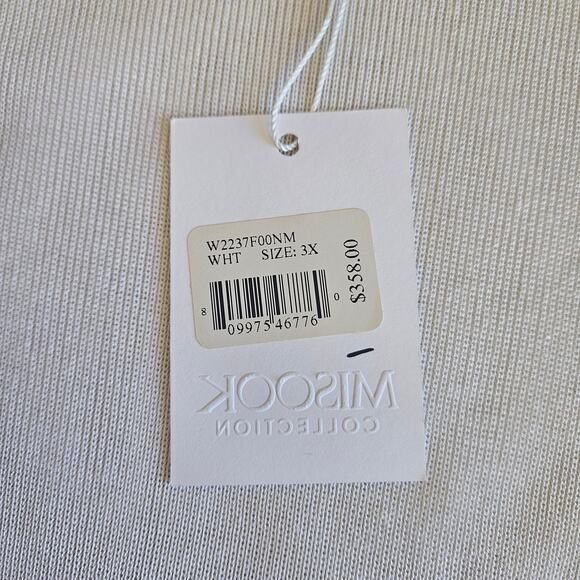 W2237F00NM
WHT SIZE: 3X
$358.00
8 09975 46776 0
MISOOK
COLLECTION